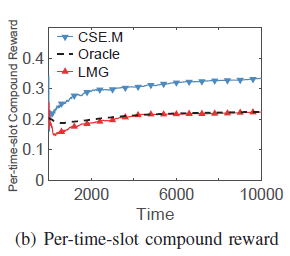 Per-time-slot Compound Reward
0.4
0.3
0.2
0.1
0
CSE.M
Oracle
LMG
2000
6000
10000
Time
(b) Per-time-slot compound reward